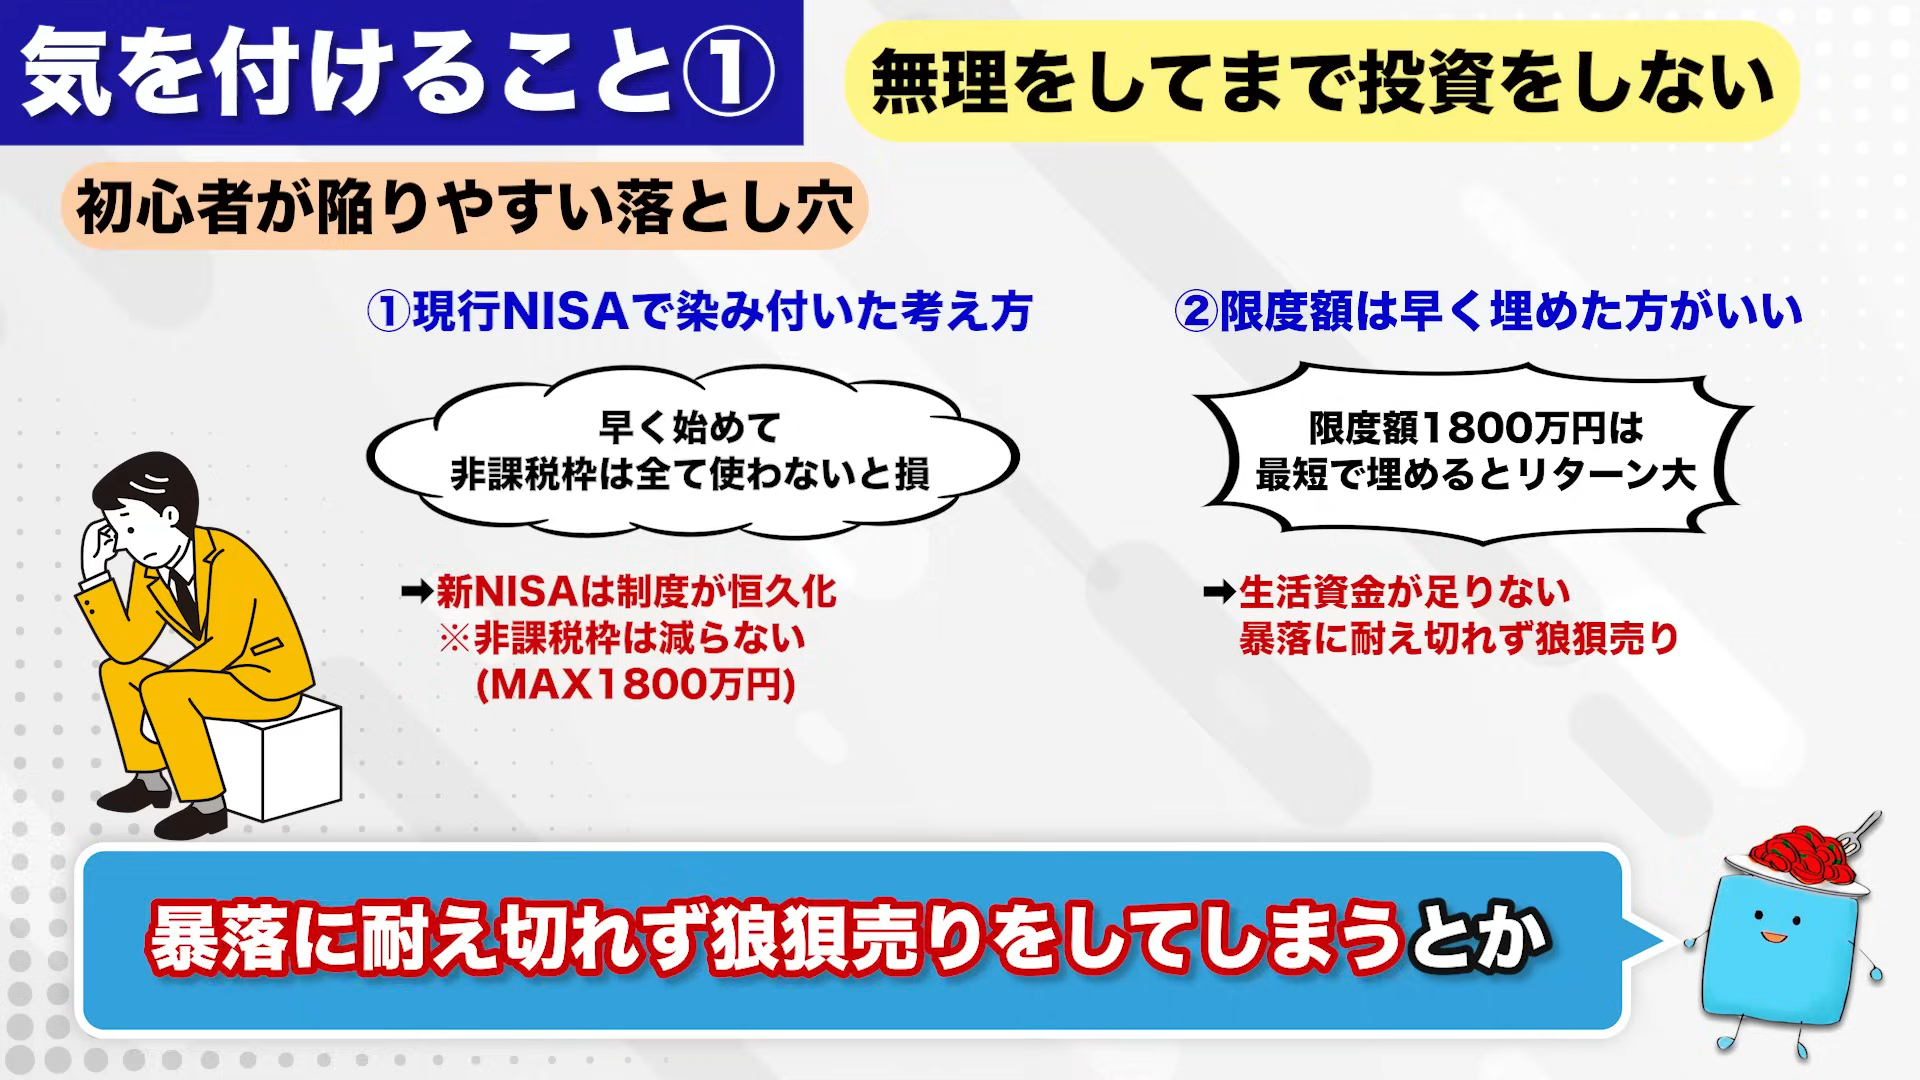 気を付けること①
無理をしてまで投資をしない
初心者が陥りやすい落とし穴
①現行NISAで染み付いた考え方
早く始めて
非課税枠は全て使わないと損
➡新NISAは制度が恒久化
※非課税枠は減らない
(MAX1800万円)
②限度額は早く埋めた方がいい
限度額1800万円は
最短で埋めるとリターン大
➡生活資金が足りない
暴落に耐え切れず狼狽売り
暴落に耐え切れず狼狽売りをしてしまうとか